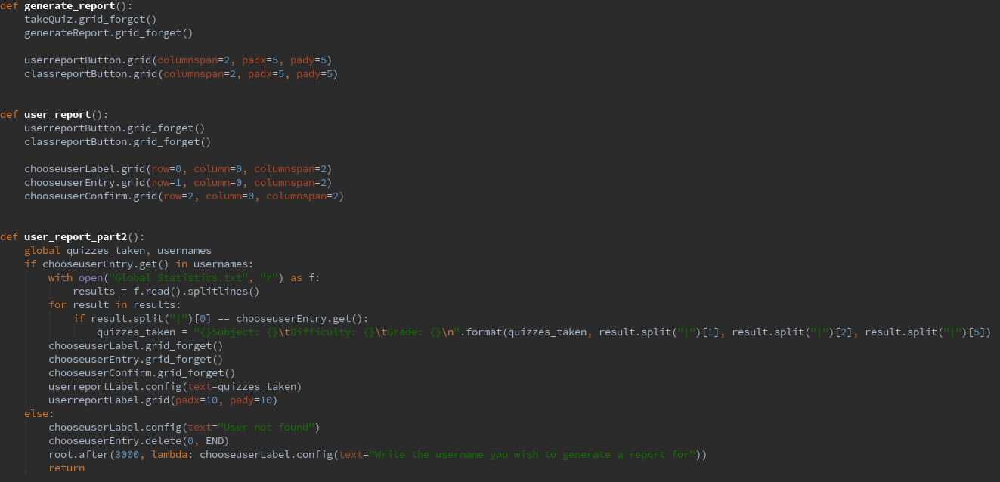 def generate_report():
    takeQuiz.grid_forget()
    generateReport.grid_forget()

    userreportButton.grid(columnspan=2, padx=5, pady=5)
    classreportButton.grid(columnspan=2, padx=5, pady=5)


def user_report():
    userreportButton.grid_forget()
    classreportButton.grid_forget()

    chooseuserLabel.grid(row=0, column=0, columnspan=2)
    chooseuserEntry.grid(row=1, column=0, columnspan=2)
    chooseuserConfirm.grid(row=2, column=0, columnspan=2)


def user_report_part2():
    global quizzes_taken, usernames
    if chooseuserEntry.get() in usernames:
        with open("Global Statistics.txt", "r") as f:
            results = f.read().splitlines()
        for result in results:
            if result.split("|")[0] == chooseuserEntry.get():
                quizzes_taken = "{}Subject: {}\tDifficulty: {}\tGrade: {}\n".format(quizzes_taken, result.split("|")[1], result.split("|")[2], result.split("|")[5])
        chooseuserLabel.grid_forget()
        chooseuserEntry.grid_forget()
        chooseuserConfirm.grid_forget()
        userreportLabel.config(text=quizzes_taken)
        userreportLabel.grid(padx=10, pady=10)
    else:
        chooseuserLabel.config(text="User not found")
        chooseuserEntry.delete(0, END)
        root.after(3000, lambda: chooseuserLabel.config(text="Write the username you wish to generate a report for"))
        return